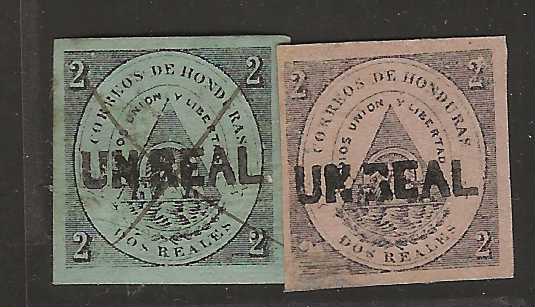 2 2
CORREOS DE HONDURAS
DIOS UNION Y LIBERTAD
UN REAL
DOS REALES
2 2
2 2
CORREOS DE HONDURAS
DIOS UNION Y LIBERTAD
UN REAL
DOS REALES
2 2